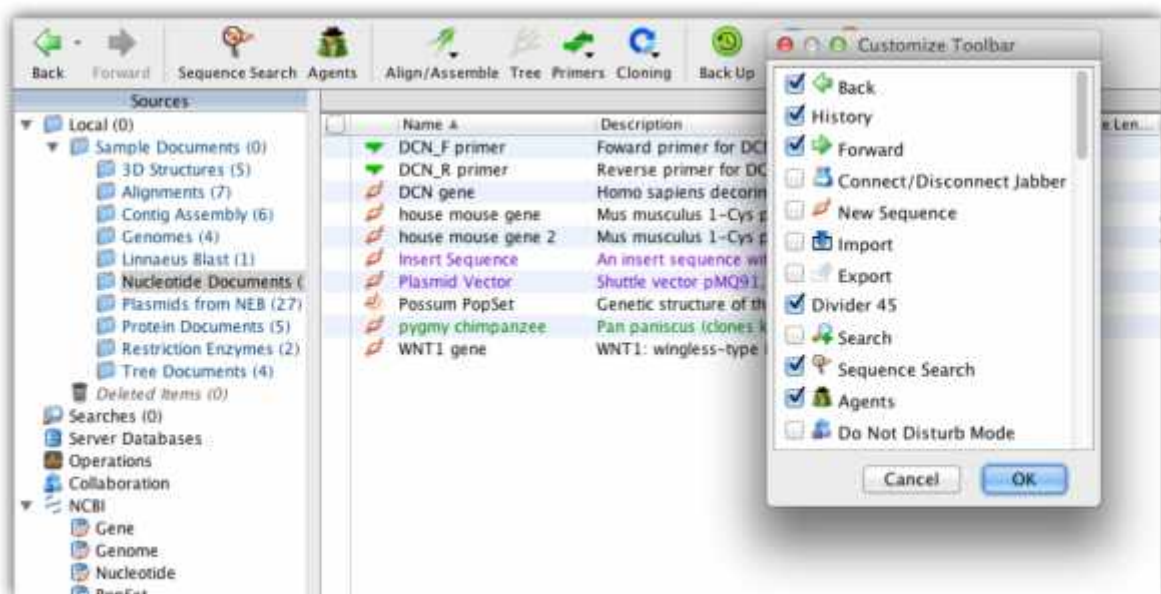 Back Forward Sequence Search Agents Align/Assemble Tree Primers Cloning Back Up
Customize Toolbar
Back
History
Forward
Connect/Disconnect Jabber
New Sequence
Import
Export
Divider 45
Search
Sequence Search
Agents
Do Not Disturb Mode
Cancel OK
Sources
Local (0)
Sample Documents (0)
3D Structures (5)
Alignments (7)
Contig Assembly (6)
Genomes (4)
Linnaeus Blast (1)
Nucleotide Documents (
Plasmids from NEB (27)
Protein Documents (5)
Restriction Enzymes (2)
Tree Documents (4)
Deleted Items (0)
Searches (0)
Server Databases
Operations
Collaboration
NCBI
Gene
Genome
Nucleotide
PopSet
Name Description e Len...
DCN_F primer Foward primer for DC
DCN_R primer Reverse primer for DC
DCN gene Homo sapiens decorin
house mouse gene Mus musculus 1-Cys p
house mouse gene 2 Mus musculus 1-Cys p
Insert Sequence An insert sequence wit
Plasmid Vector Shuttle vector pMQ91,
Possum PopSet Genetic structure of th
pygmy chimpanzee Pan paniscus (clones k
WNT1 gene WNT1: wingless-type